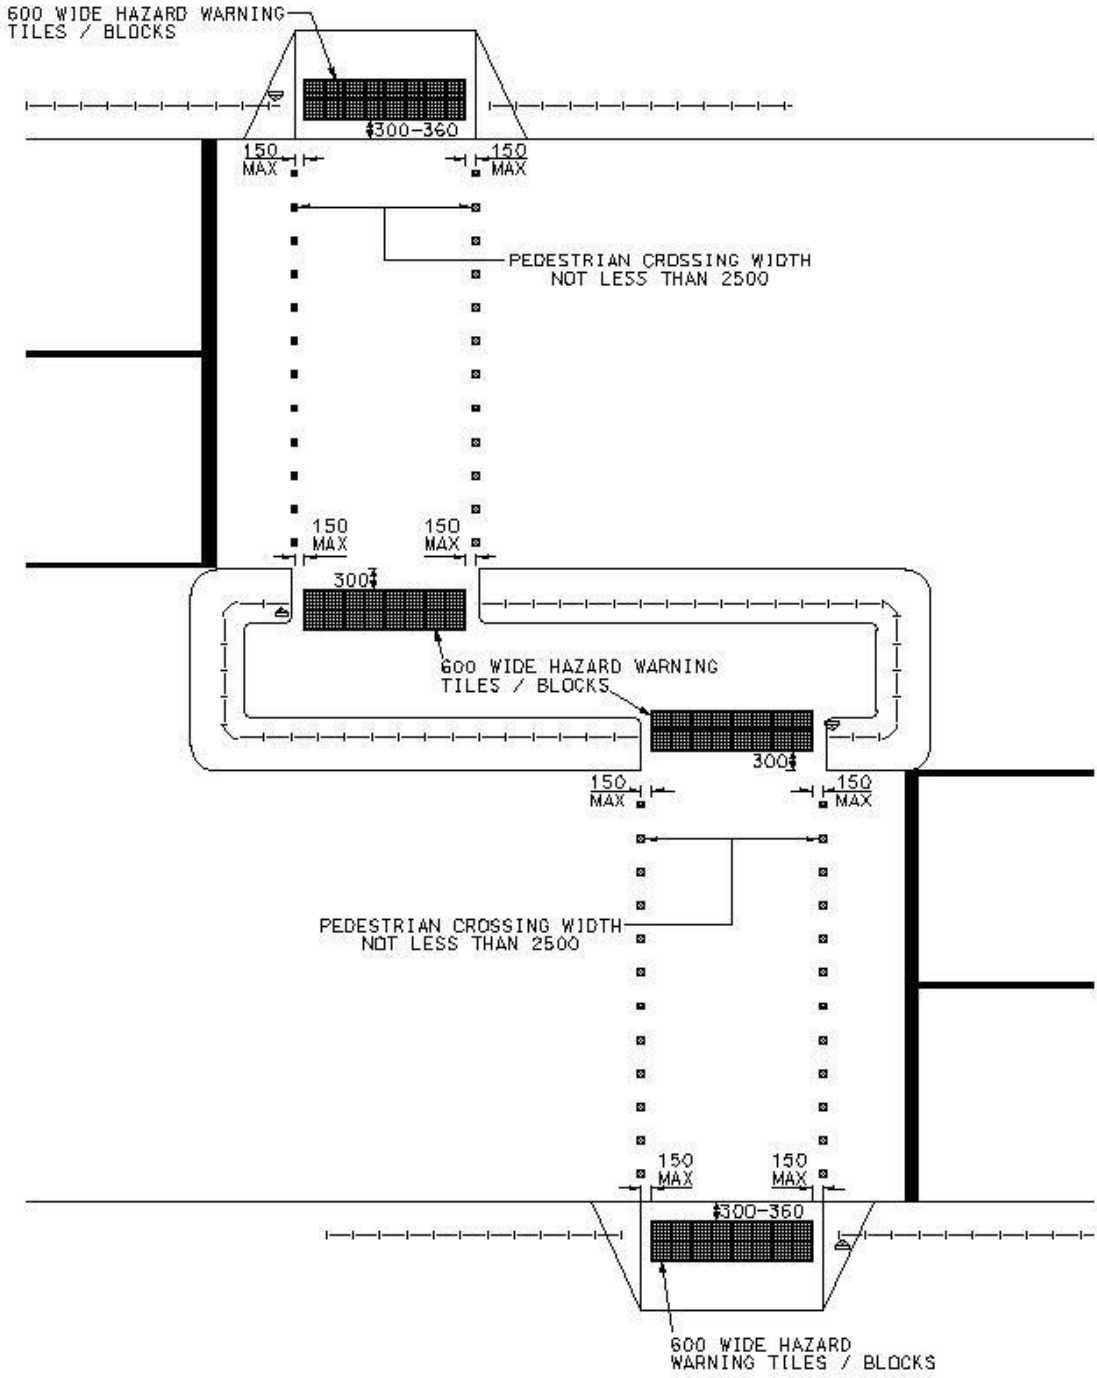 600 WIDE HAZARD WARNING
TILES / BLOCKS
300-360
150
MAX
150
MAX
PEDESTRIAN CROSSING WIDTH
NOT LESS THAN 2500
150
MAX
150
MAX
300
600 WIDE HAZARD WARNING
TILES / BLOCKS
300
150
MAX
150
MAX
PEDESTRIAN CROSSING WIDTH
NOT LESS THAN 2500
150
MAX
150
MAX
300-360
600 WIDE HAZARD
WARNING TILES / BLOCKS